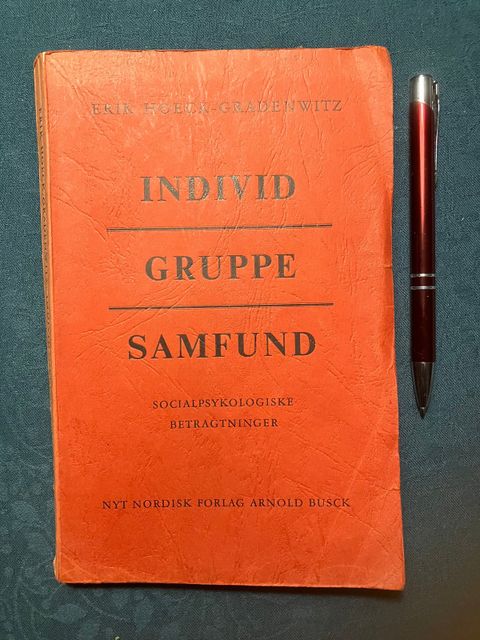 ERIK HOECK-GRADENWITZ
INDIVID
GRUPPE
SAMFUND
SOCIALPSYKOLOGISKE
BETRAGTNINGER
NYT NORDISK FORLAG ARNOLD BUSCK